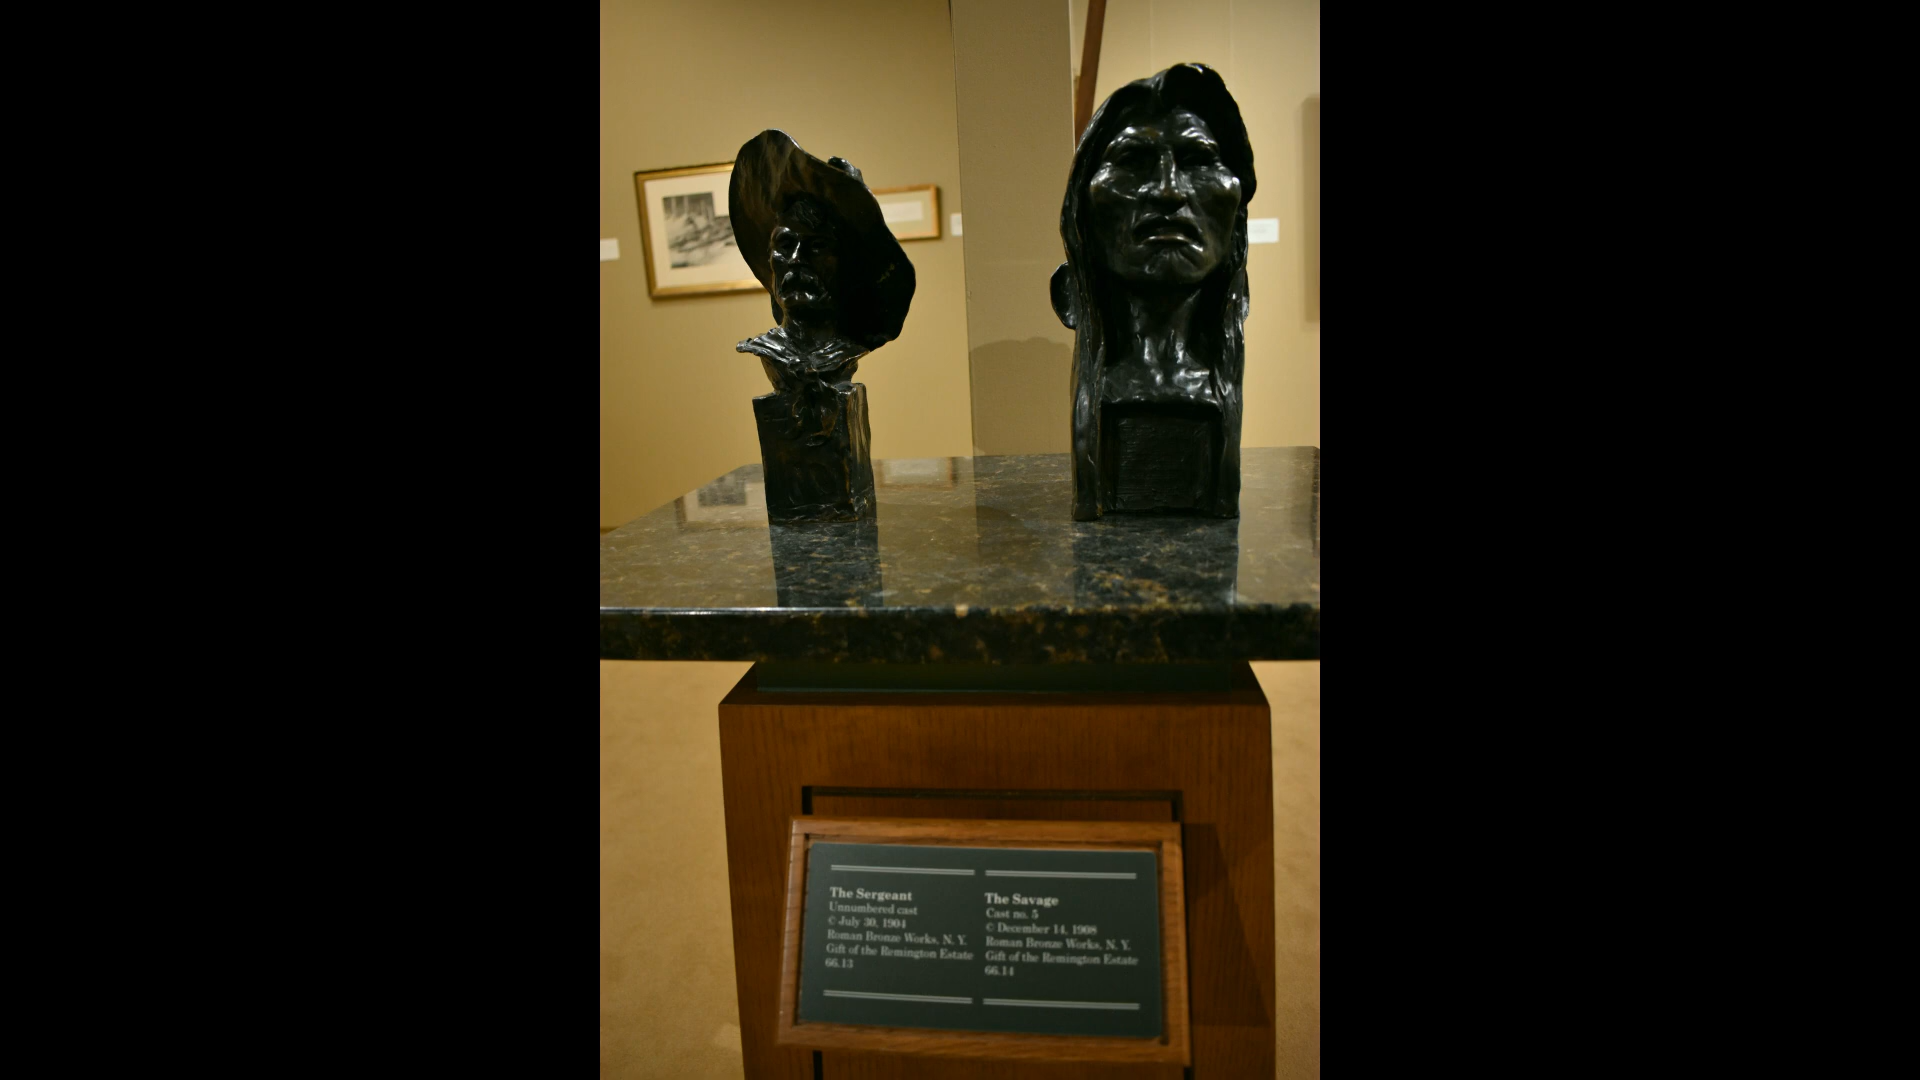 The Sergeant
Unnumbered cast
© July 30, 1904
Roman Bronze Works, N. Y.
Gift of the Remington Estate
66.13
The Savage
Cast no. 5
© December 14, 1908
Roman Bronze Works, N. Y.
Gift of the Remington Estate
66.14